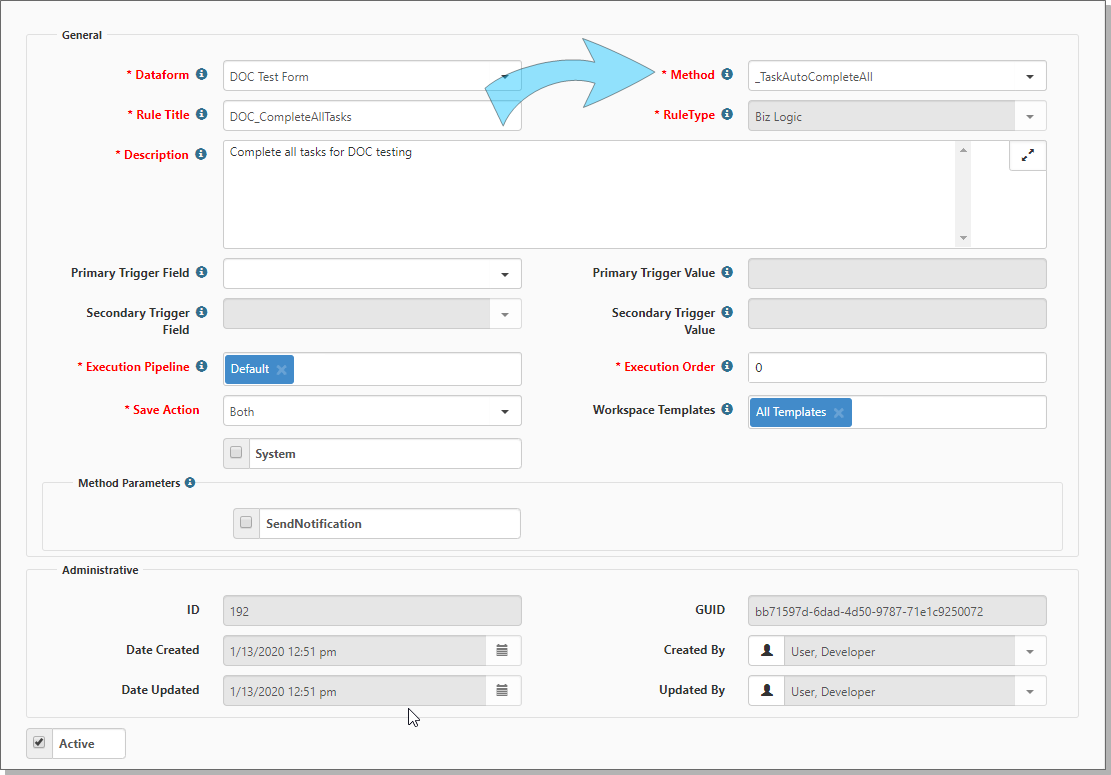 General
* Dataform DOC Test Form * Method _TaskAutoCompleteAll
* Rule Title DOC_CompleteAllTasks * RuleType Biz Logic
* Description Complete all tasks for DOC testing
Primary Trigger Field Primary Trigger Value
Secondary Trigger Secondary Trigger
Field Value
* Execution Pipeline Default * Execution Order 0
* Save Action Both Workspace Templates All Templates
System
Method Parameters
SendNotification
Administrative
ID 192 GUID bb71597d-6dad-4d50-9787-71e1c9250072
Date Created 1/13/2020 12:51 pm Created By User, Developer
Date Updated 1/13/2020 12:51 pm Updated By User, Developer
Active